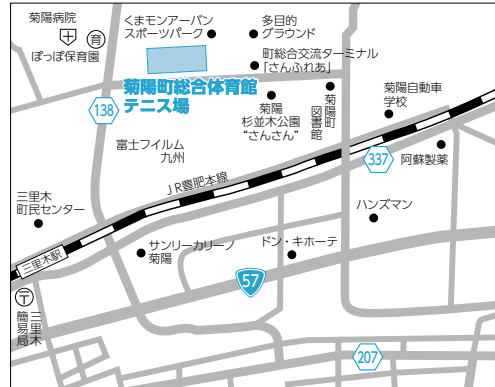 菊陽病院
育
ぽっぽ保育園
くまモンアーバン
スポーツパーク
多目的
グラウンド
町総合交流ターミナル
「さんふれあ」
菊陽町総合体育館
テニス場
138
富士フイルム
九州
菊陽
杉並木公園
“さんさん”
菊陽町
図書館
菊陽自動車
学校
337
阿蘇製薬
JR豊肥本線
三里木
町民センター
三里木駅
サンリーカリーノ
菊陽
ドン・キホーテ
ハンズマン
57
三里木
簡易局
207